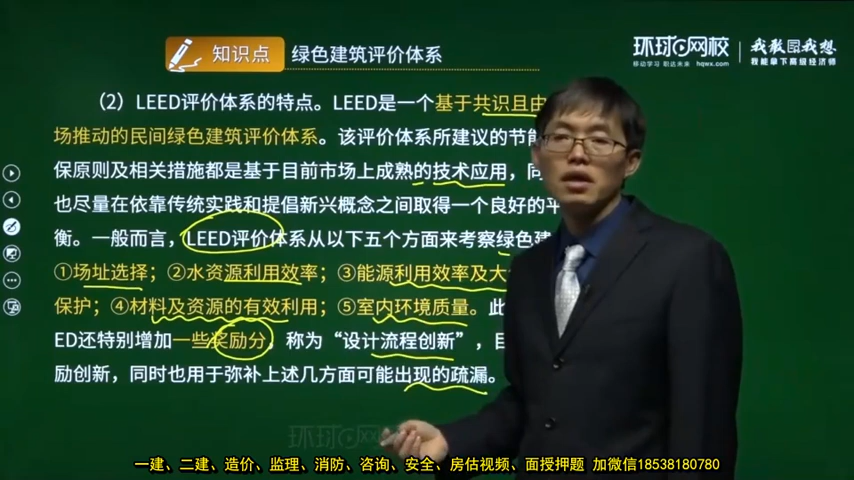 知识点 绿色建筑评价体系
环球网校 我敢 我想
移动学习 职达未来 hqwx.com 我能拿下高级经济师
（2）LEED评价体系的特点。LEED是一个基于共识且由
场推动的民间绿色建筑评价体系。该评价体系所建议的节能
保原则及相关措施都是基于目前市场上成熟的技术应用，同
也尽量在依靠传统实践和提倡新兴概念之间取得一个良好的平
衡。一般而言，LEED评价体系从以下五个方面来考察绿色建
①场址选择；②水资源利用效率；③能源利用效率及大
保护；④材料及资源的有效利用；⑤室内环境质量。此
ED还特别增加一些奖励分，称为“设计流程创新”，目
励创新，同时也用于弥补上述几方面可能出现的疏漏。
环球网校
一建、二建、造价、监理、消防、咨询、安全、房估视频、面授押题 加微信18538180780